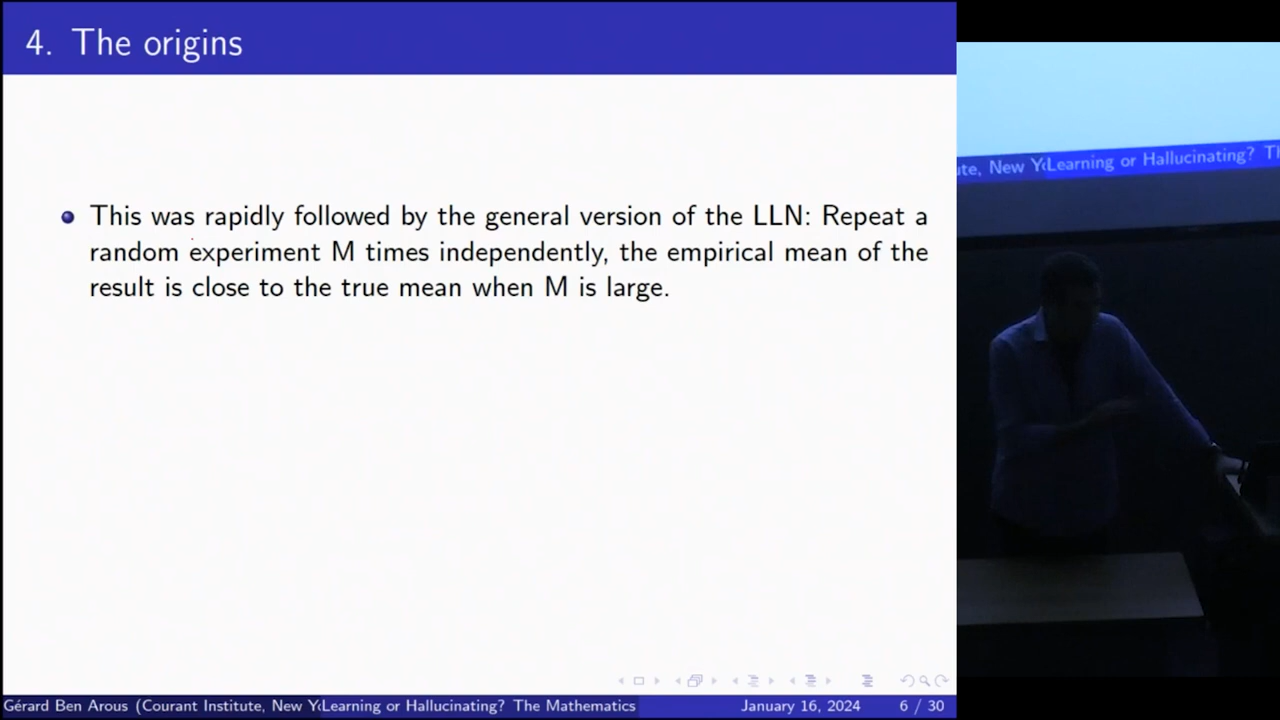 4. The origins
This was rapidly followed by the general version of the LLN: Repeat a
random experiment M times independently, the empirical mean of the
result is close to the true mean when M is large.
Gérard Ben Arous (Courant Institute, New Y
Learning or Hallucinating? The Mathematics
January 16, 2024
6 / 30
ute, New Y
Learning or Hallucinating? Th